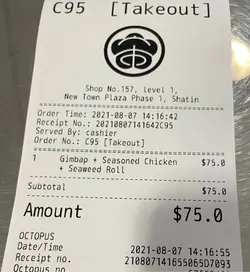 C95 [Takeout]
Shop No.157, level 1,
New Town Plaza Phase 1, Shatin
Order Time: 2021-08-07 14:16:42
Receipt No.: 20210807141642C95
Served By: cashier
Order No.: C95 [Takeout]
1 Gimbap + Seasoned Chicken $75.0
+ Seaweed Roll
Subtotal $75.0
Amount $75.0
OCTOPUS
Date/Time 2021-08-07 14:16:55
Receipt no. 210807141655065D7093
Octopus no.